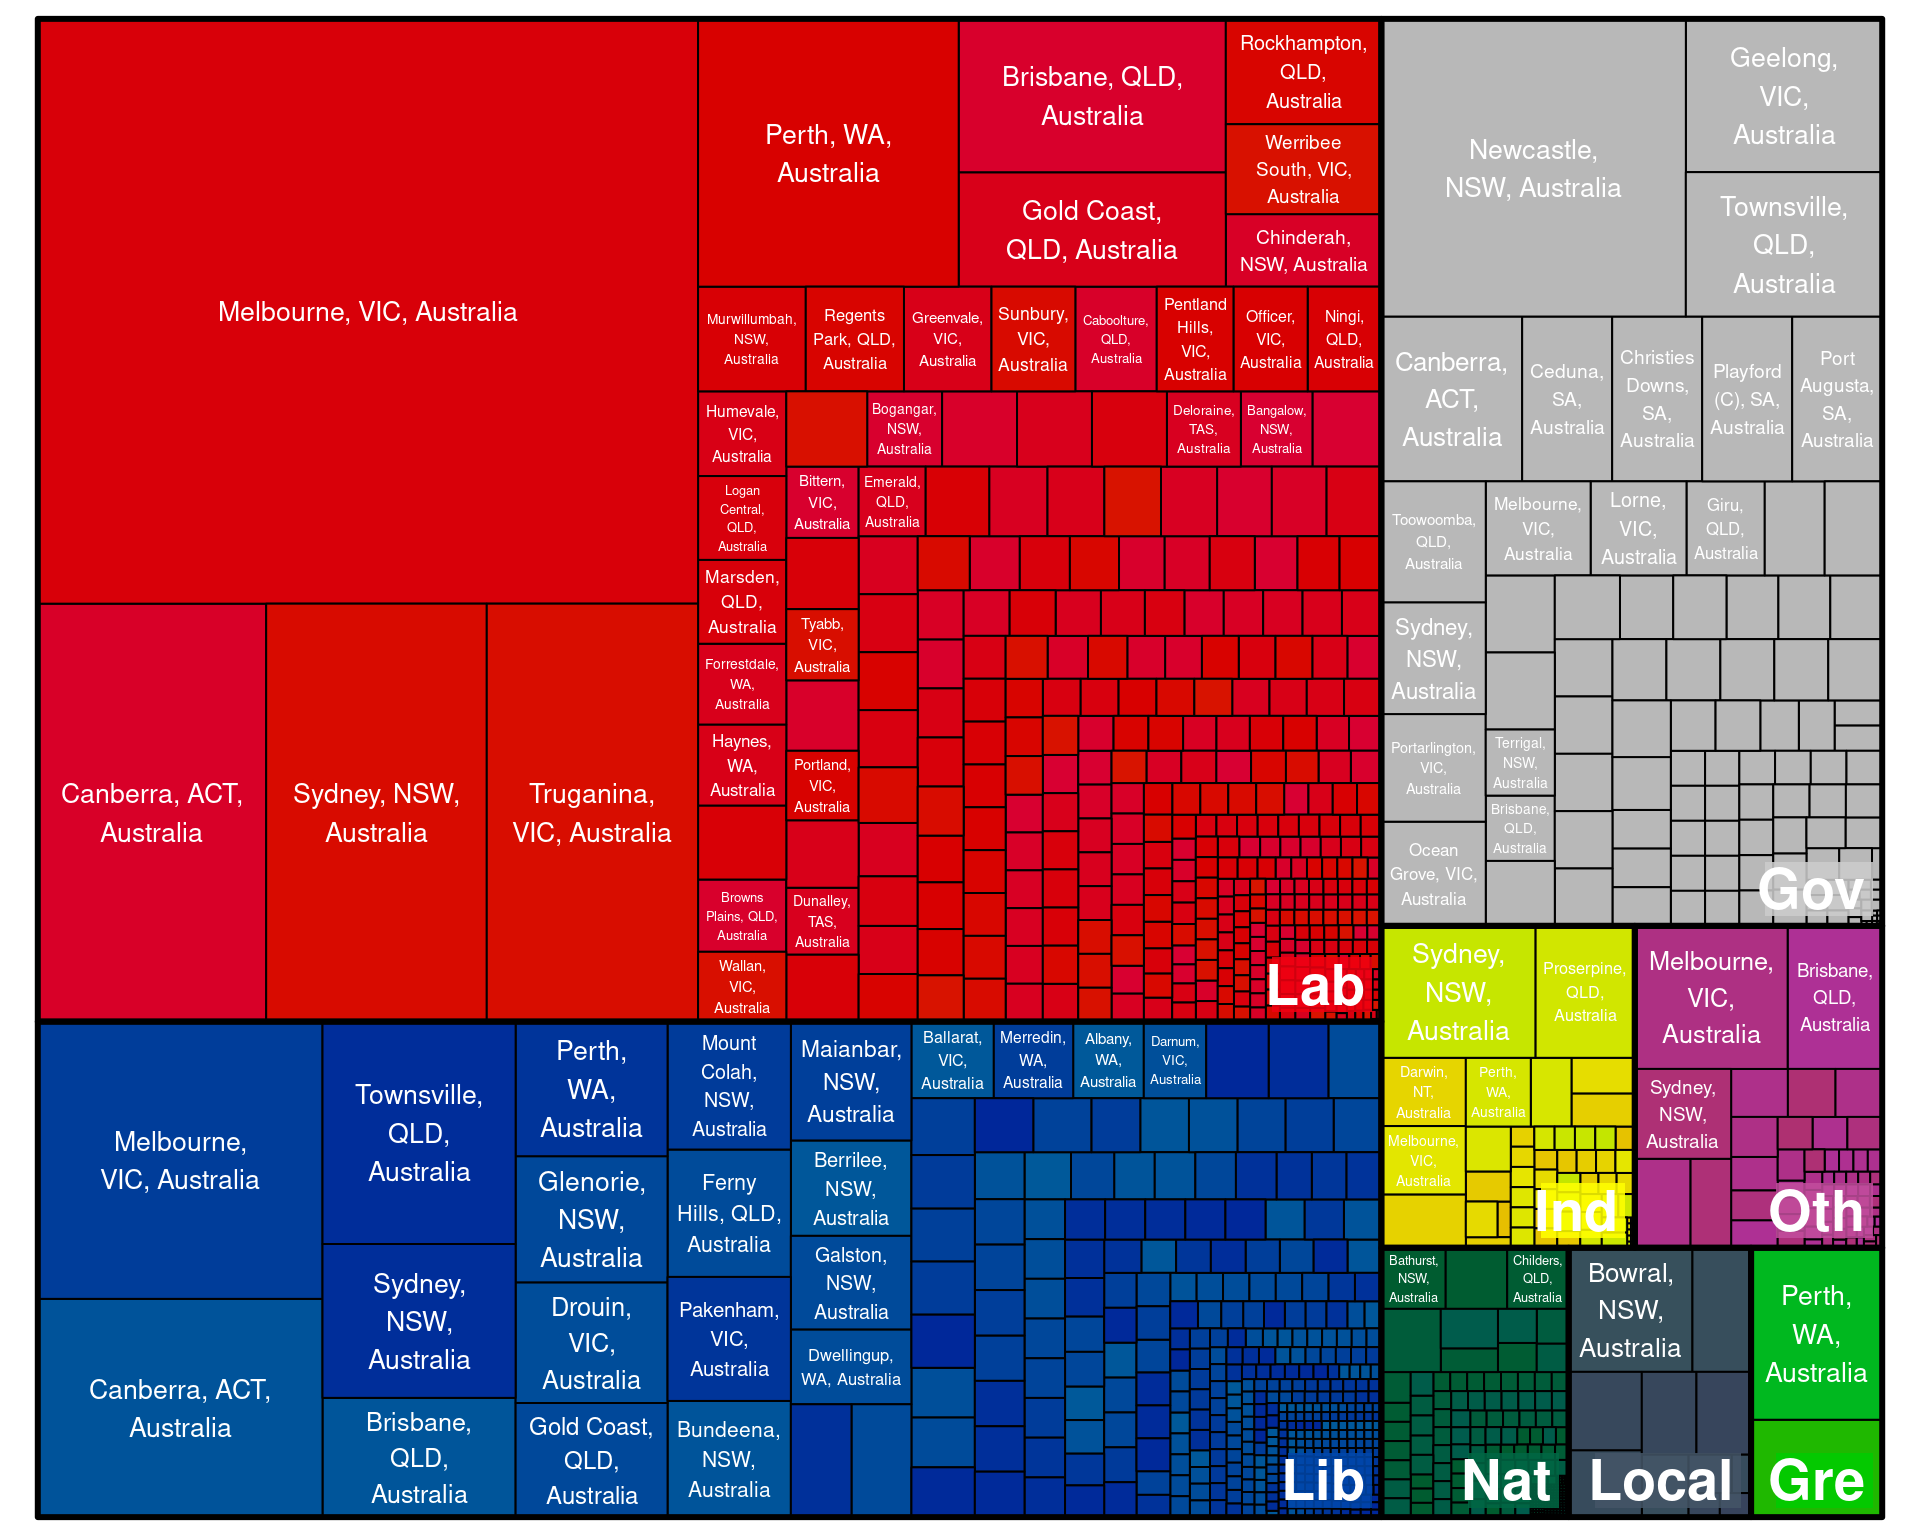 Melbourne, VIC, Australia
Canberra, ACT,
Australia
Sydney, NSW,
Australia
Truganina,
VIC, Australia
Perth, WA,
Australia
Brisbane, QLD,
Australia
Gold Coast,
QLD, Australia
Rockhampton,
QLD,
Australia
Werribee
South, VIC,
Australia
Chinderah,
NSW, Australia
Murwillumbah,
NSW,
Australia
Regents
Park, QLD,
Australia
Greenvale,
VIC,
Australia
Sunbury,
VIC,
Australia
Caboolture,
QLD,
Australia
Pentland
Hills,
VIC,
Australia
Officer,
VIC,
Australia
Ningi,
QLD,
Australia
Humevale,
VIC,
Australia
Logan
Central,
QLD,
Australia
Marsden,
QLD,
Australia
Forrestdale,
WA,
Australia
Haynes,
WA,
Australia
Browns
Plains, QLD,
Australia
Wallan,
VIC,
Australia
Bogangar,
NSW,
Australia
Deloraine,
TAS,
Australia
Bangalow,
NSW,
Australia
Bittern,
VIC,
Australia
Emerald,
QLD,
Australia
Tyabb,
VIC,
Australia
Portland,
VIC,
Australia
Dunalley,
TAS,
Australia
Lab
Newcastle,
NSW, Australia
Geelong,
VIC,
Australia
Townsville,
QLD,
Australia
Canberra,
ACT,
Australia
Ceduna,
SA,
Australia
Christies
Downs,
SA,
Australia
Playford
(C), SA,
Australia
Port
Augusta,
SA,
Australia
Toowoomba,
QLD,
Australia
Sydney,
NSW,
Australia
Portarlington,
VIC,
Australia
Ocean
Grove, VIC,
Australia
Melbourne,
VIC,
Australia
Lorne,
VIC,
Australia
Giru,
QLD,
Australia
Terrigal,
NSW,
Australia
Brisbane,
QLD,
Australia
Gov
Melbourne,
VIC, Australia
Canberra, ACT,
Australia
Townsville,
QLD,
Australia
Sydney,
NSW,
Australia
Brisbane,
QLD,
Australia
Perth,
WA,
Australia
Glenorie,
NSW,
Australia
Drouin,
VIC,
Australia
Gold Coast,
QLD,
Australia
Mount
Colah,
NSW,
Australia
Ferny
Hills, QLD,
Australia
Pakenham,
VIC,
Australia
Bundeena,
NSW,
Australia
Maianbar,
NSW,
Australia
Berrilee,
NSW,
Australia
Galston,
NSW,
Australia
Dwellingup,
WA, Australia
Ballarat,
VIC,
Australia
Merredin,
WA,
Australia
Albany,
WA,
Australia
Darnum,
VIC,
Australia
Lib
Sydney,
NSW,
Australia
Proserpine,
QLD,
Australia
Darwin,
NT,
Australia
Perth,
WA,
Australia
Melbourne,
VIC,
Australia
Ind
Melbourne,
VIC,
Australia
Brisbane,
QLD,
Australia
Sydney,
NSW,
Australia
Oth
Bathurst,
NSW,
Australia
Childers,
QLD,
Australia
Nat
Bowral,
NSW,
Australia
Local
Perth,
WA,
Australia
Gre